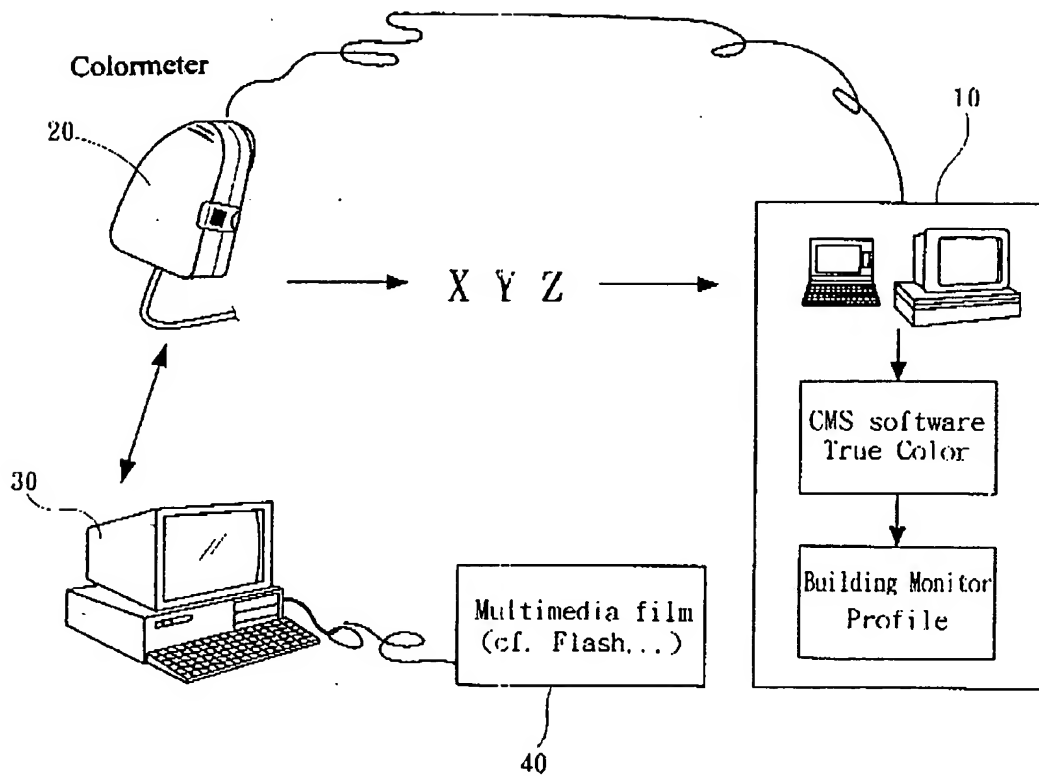 Colormeter
20
10
X Y Z
CMS software
True Color
30
Building Monitor
Profile
Multimedia film
(cf. Flash...)
40